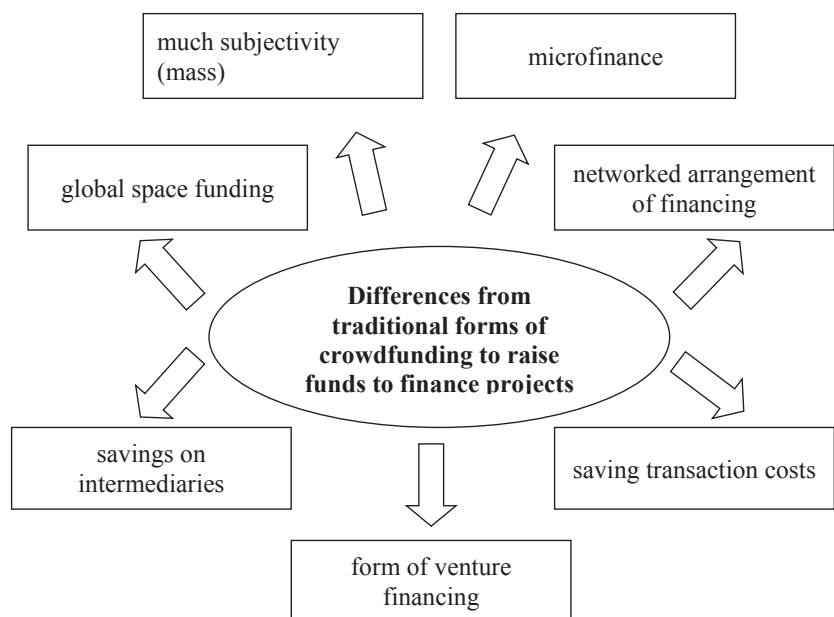 much subjectivity
(mass)
microfinance
global space funding
networked arrangement
of financing
Differences from
traditional forms of
crowdfunding to raise
funds to finance projects
savings on
intermediaries
saving transaction costs
form of venture
financing